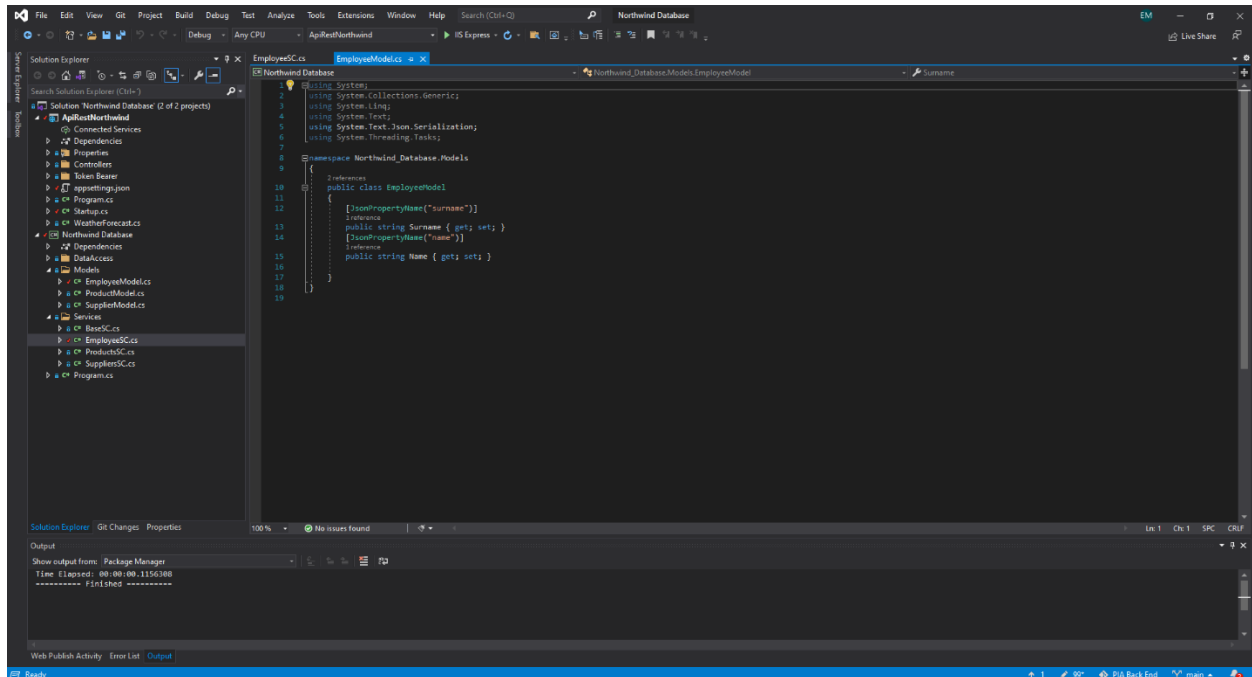 File Edit View Git Project Build Debug Test Analyze Tools Extensions Window Help Search (Ctrl+Q) Northwind Database EM
Debug Any CPU ApiRestNorthwind IIS Express Live Share
Server Explorer
Toolbox
Solution Explorer
Search Solution Explorer (Ctrl+')
Solution 'Northwind Database' (2 of 2 projects)
ApiRestNorthwind
Connected Services
Dependencies
Properties
Controllers
Token Bearer
appsettings.json
C# Program.cs
C# Startup.cs
C# WeatherForecast.cs
Northwind Database
Dependencies
DataAccess
Models
C# EmployeeModel.cs
C# ProductModel.cs
C# SupplierModel.cs
Services
C# BaseSC.cs
C# EmployeeSC.cs
C# ProductsSC.cs
C# SuppliersSC.cs
C# Program.cs
Solution Explorer Git Changes Properties
EmployeeSC.cs EmployeeModel.cs
Northwind Database Northwind_Database.Models.EmployeeModel Surname
1 using System;
2 using System.Collections.Generic;
3 using System.Linq;
4 using System.Text;
5 using System.Text.Json.Serialization;
6 using System.Threading.Tasks;
7
8 namespace Northwind_Database.Models
9 {
2 references
10 public class EmployeeModel
11 {
12 [JsonPropertyName("surname")]
1 reference
13 public string Surname { get; set; }
14 [JsonPropertyName("name")]
1 reference
15 public string Name { get; set; }
16
17 }
18 }
19
100 % No issues found Ln: 1 Ch: 1 SPC CRLF
Output
Show output from: Package Manager
Time Elapsed: 00:00:00.1156308
========== Finished ==========
Web Publish Activity Error List Output
Ready 1 99+ PIA Back End main